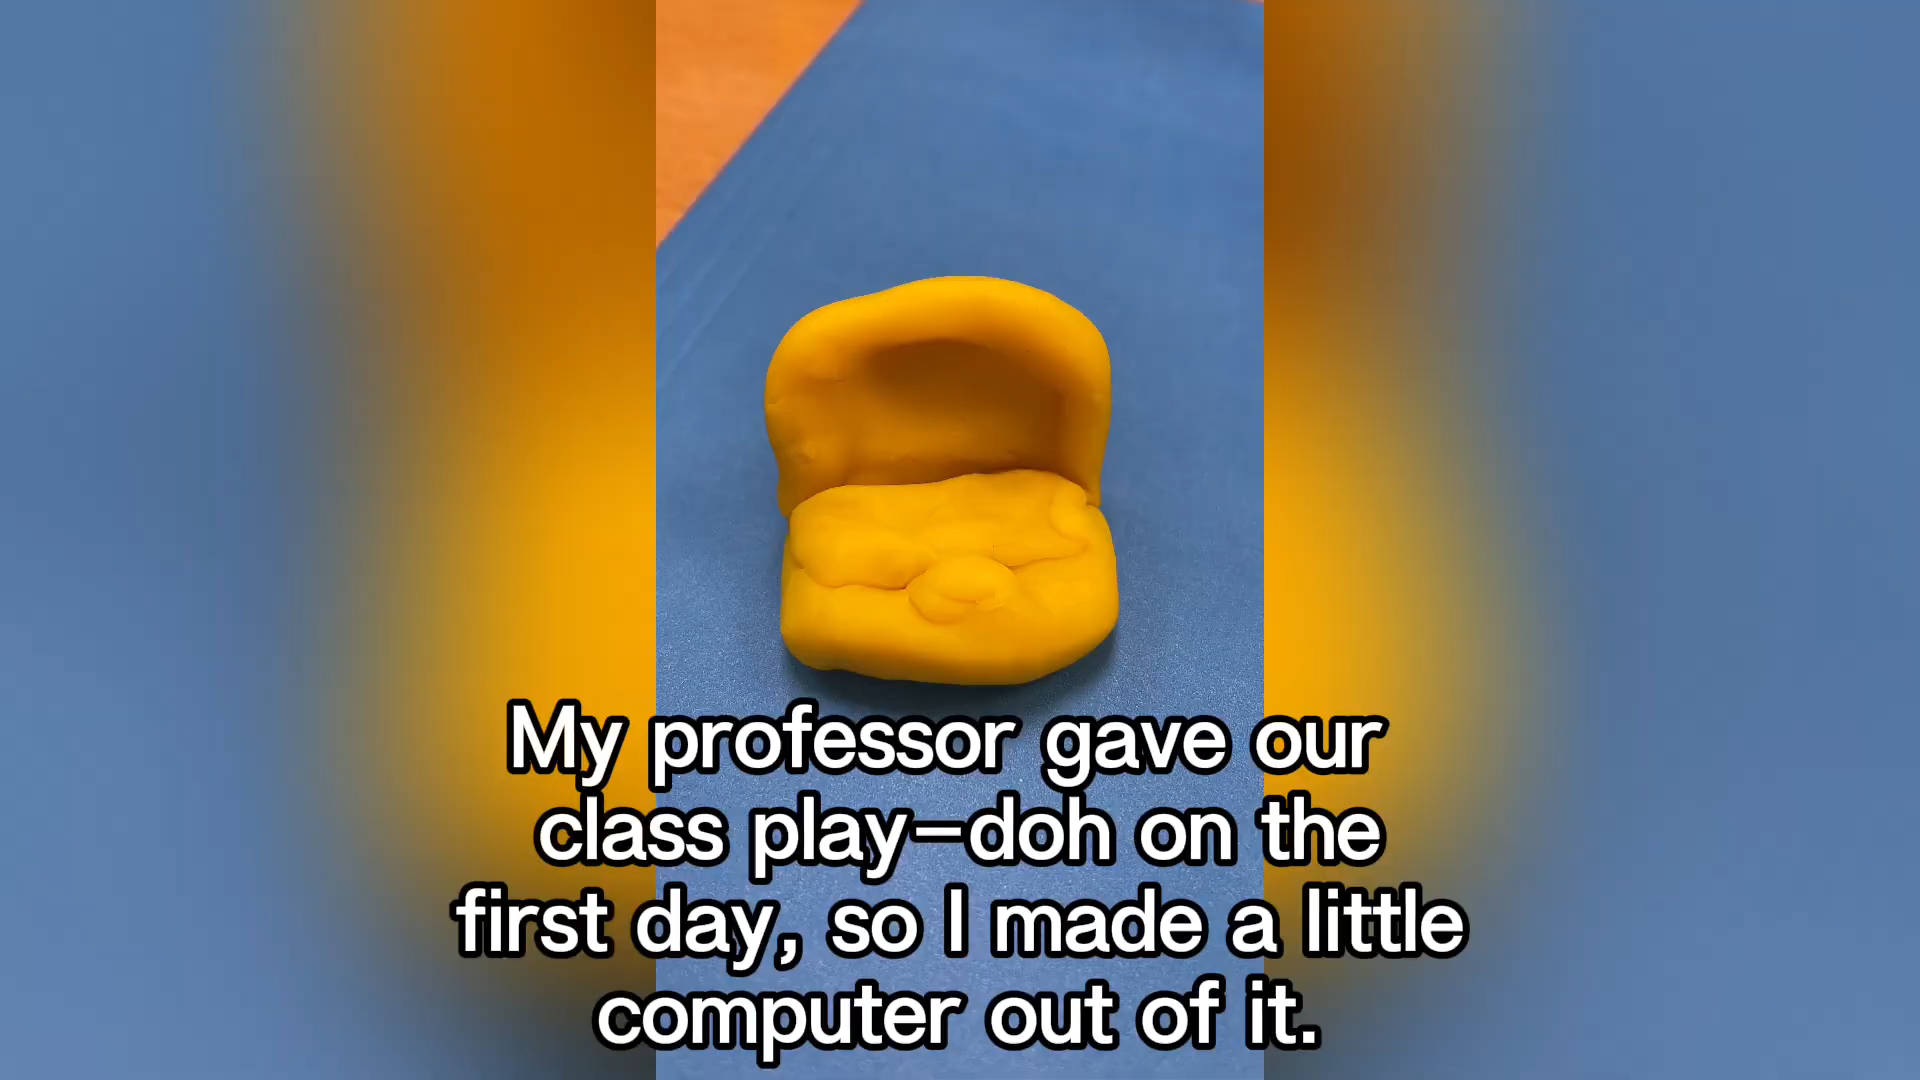 My professor gave our
class play-doh on the
first day, so I made a little
computer out of it.